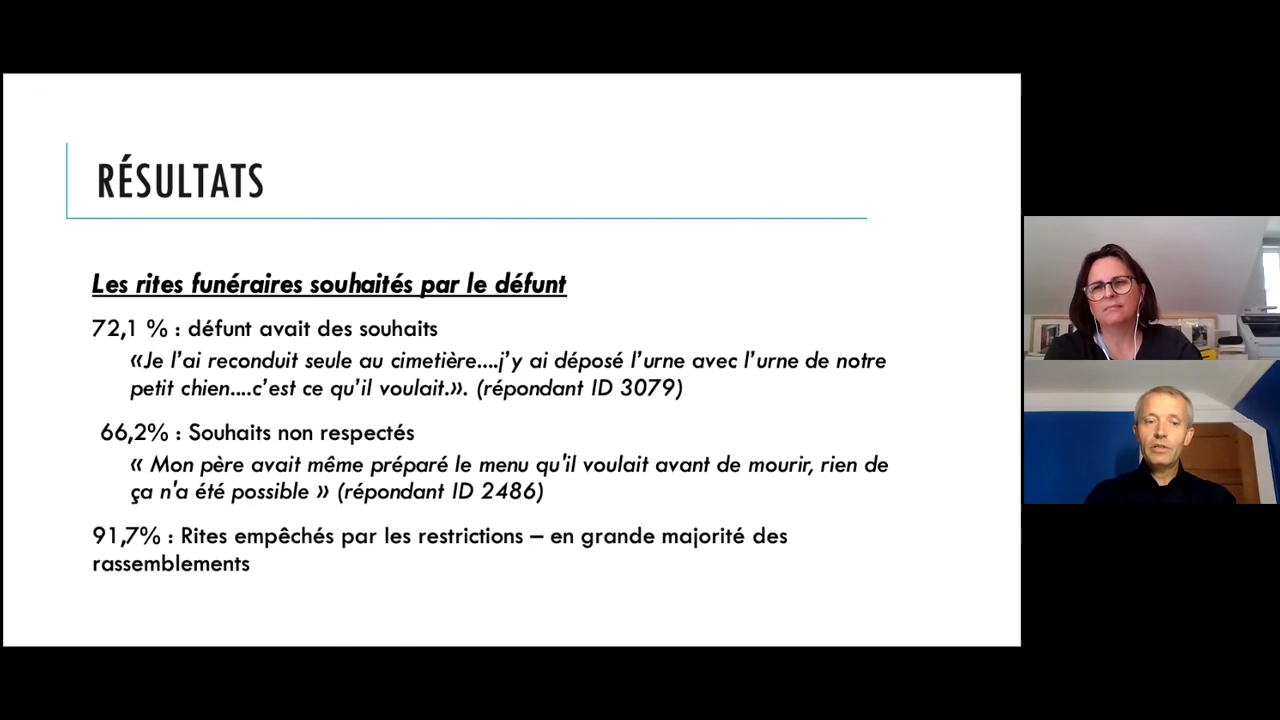 RÉSULTATS
Les rites funéraires souhaités par le défunt
72,1 % : défunt avait des souhaits
«Je l’ai reconduit seule au cimetière....j’y ai déposé l’urne avec l’urne de notre
petit chien....c’est ce qu’il voulait.». (répondant ID 3079)
66,2% : Souhaits non respectés
« Mon père avait même préparé le menu qu'il voulait avant de mourir, rien de
ça n'a été possible » (répondant ID 2486)
91,7% : Rites empêchés par les restrictions – en grande majorité des
rassemblements